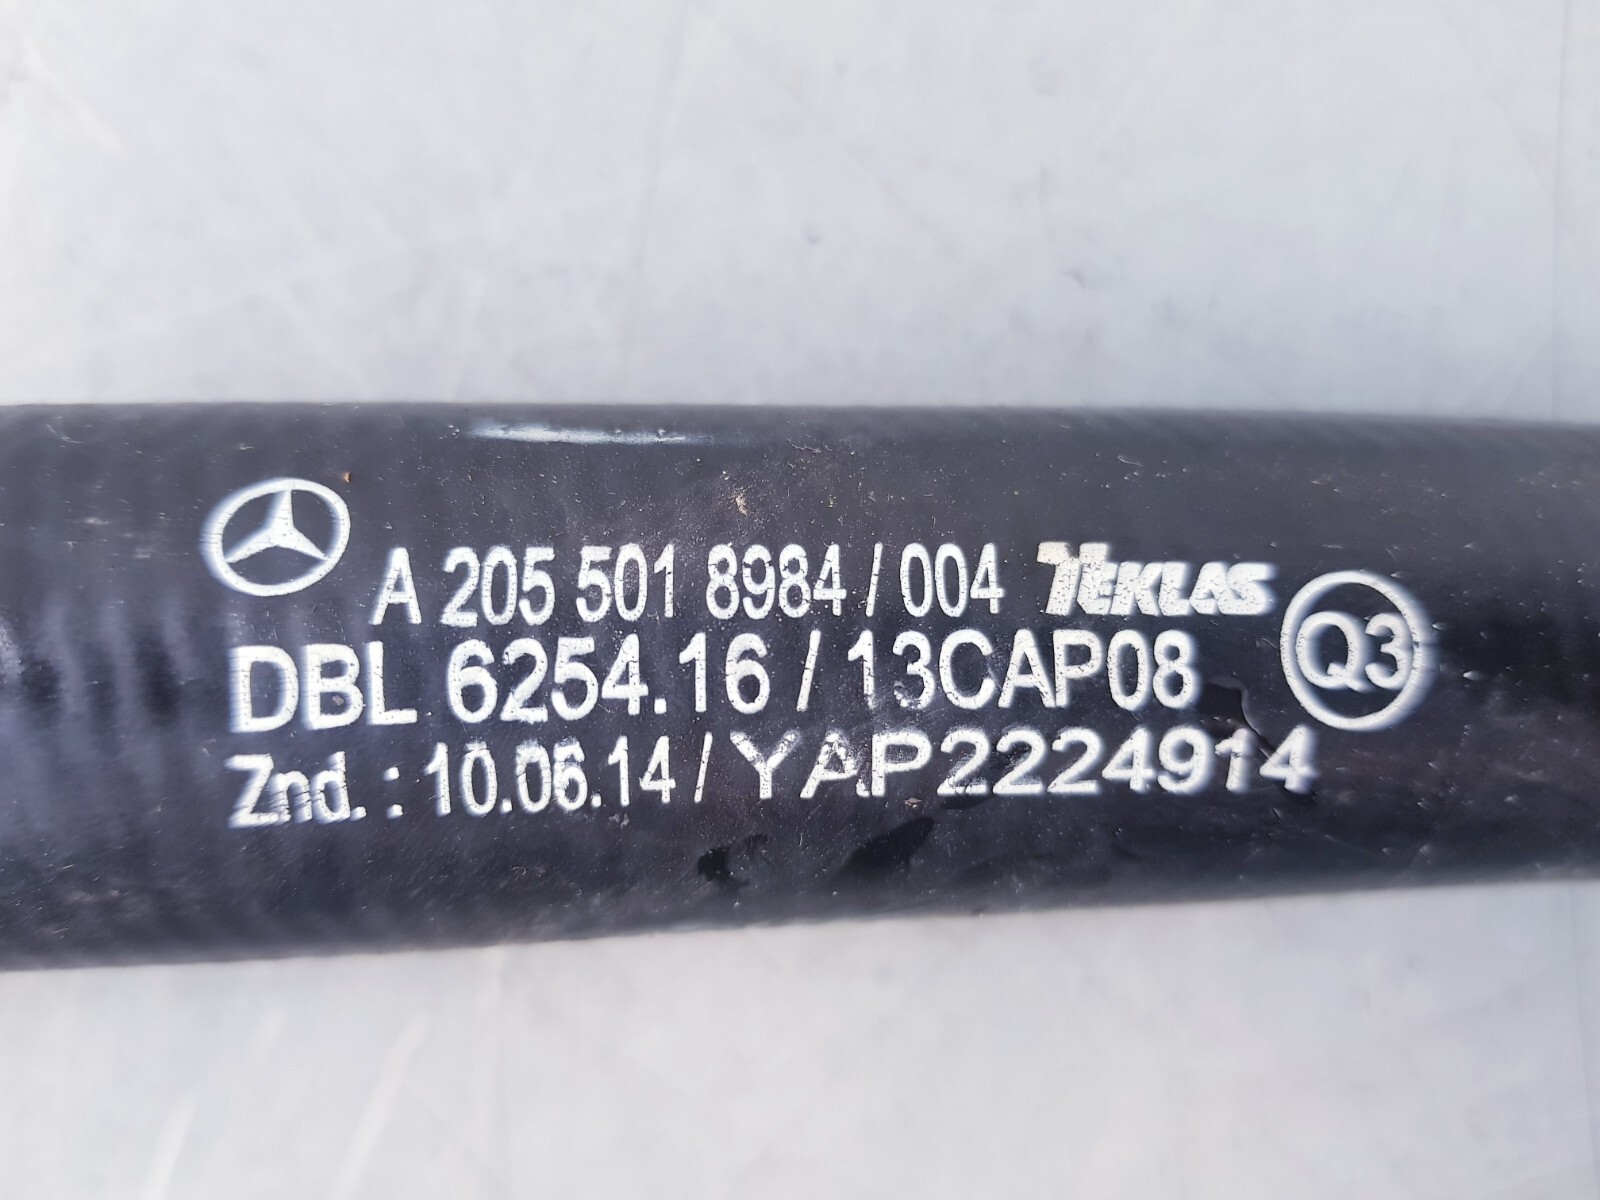 A 205 501 8984 / 004 TEKLAS
DBL 6254.16 / 13CAP08 Q3
Znd. : 10.06.14 / YAP2224914